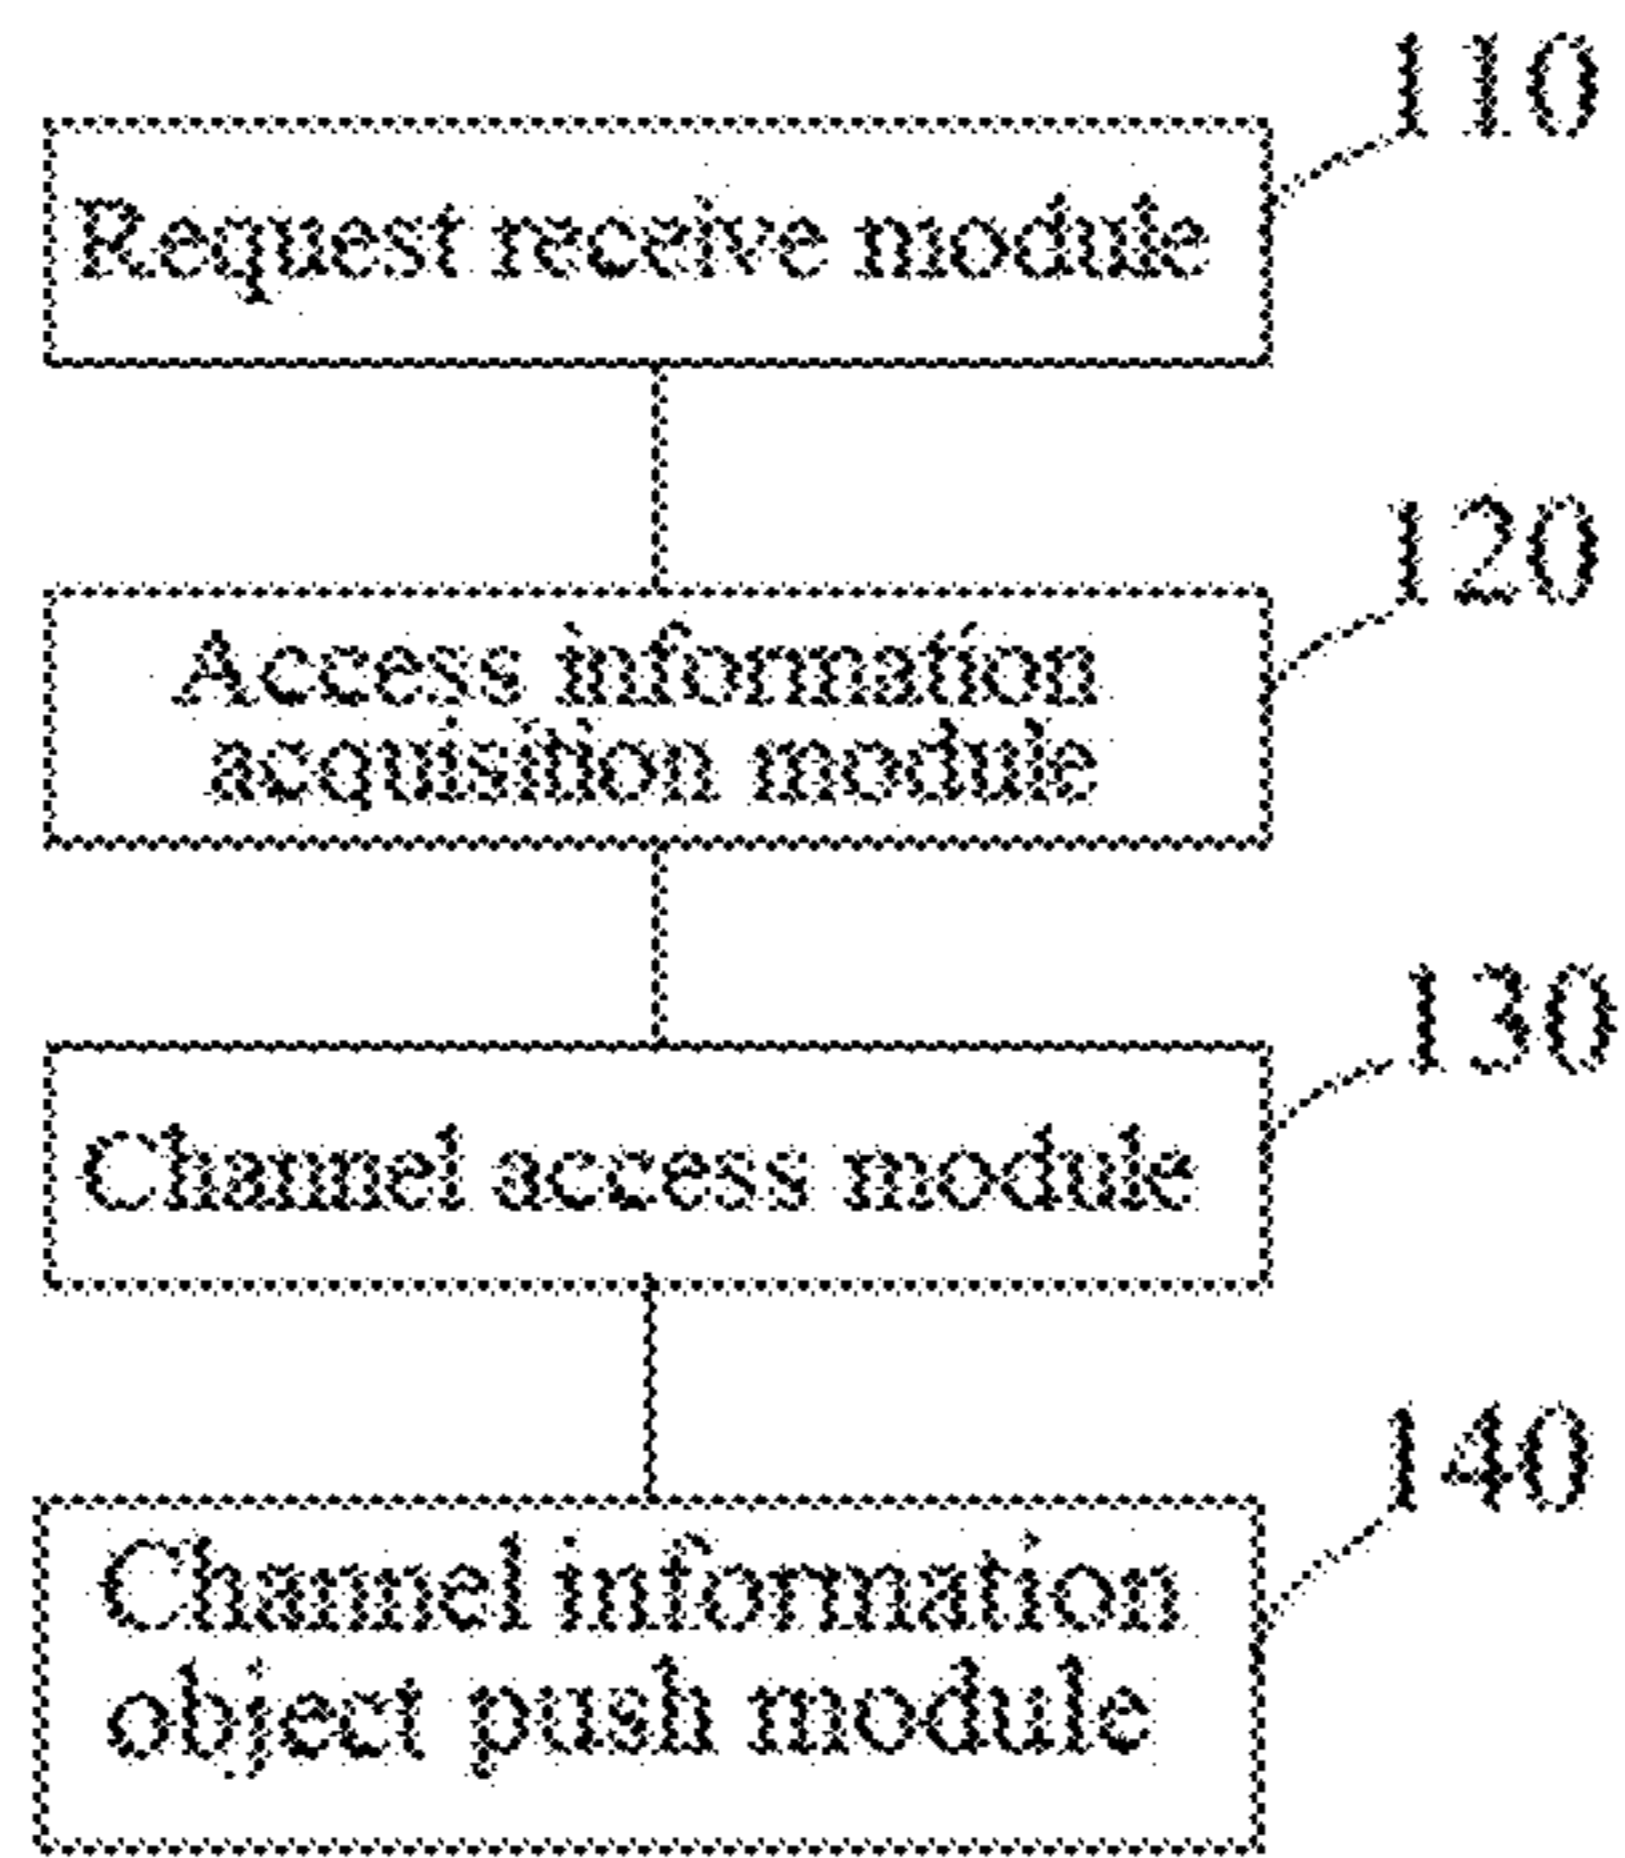 110
Request receive module
120
Access information
acquisition module
130
Channel access module
140
Channel information
object push module